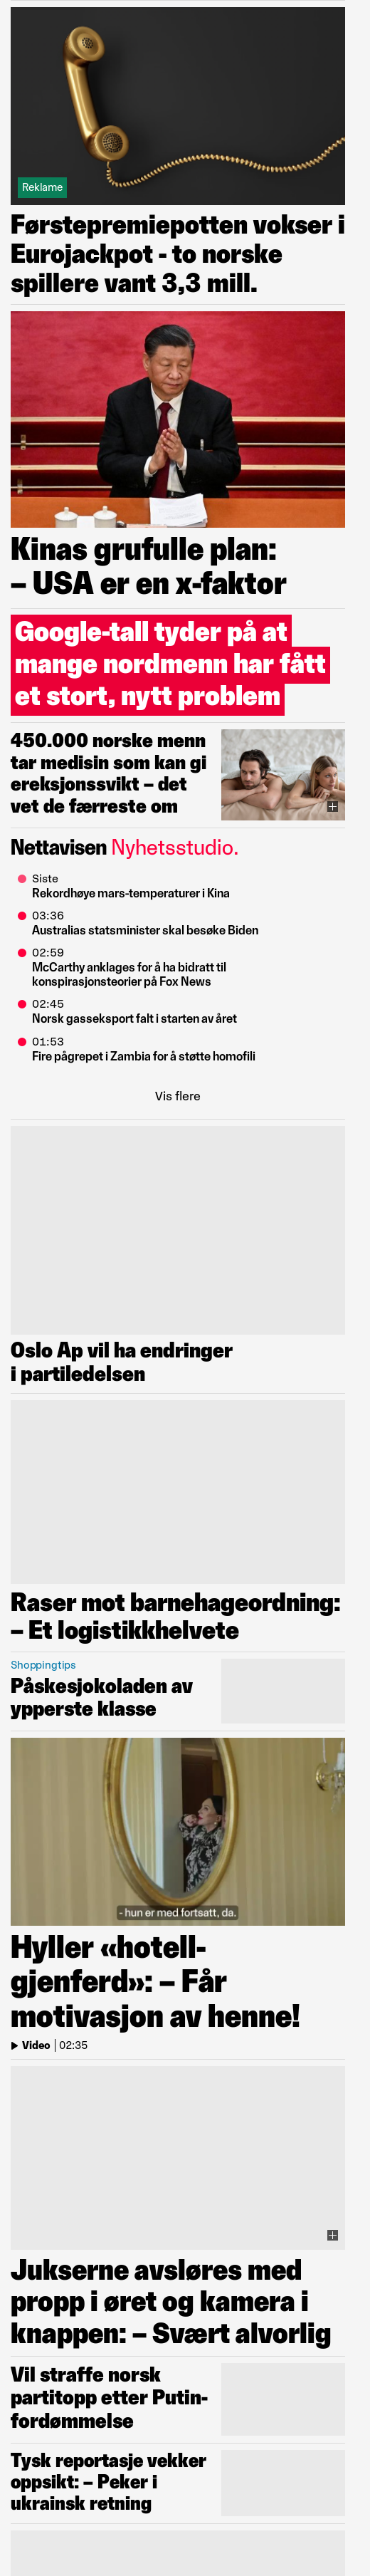 Reklame
Førstepremiepotten vokser i
Eurojackpot - to norske
spillere vant 3,3 mill.
Kinas grufulle plan:
– USA er en x-faktor
Google-tall tyder på at
mange nordmenn har fått
et stort, nytt problem
450.000 norske menn
tar medisin som kan gi
ereksjonssvikt – det
vet de færreste om
Nettavisen Nyhetsstudio.
Siste
Rekordhøye mars-temperaturer i Kina
03:36
Australias statsminister skal besøke Biden
02:59
McCarthy anklages for å ha bidratt til
konspirasjonsteorier på Fox News
02:45
Norsk gasseksport falt i starten av året
01:53
Fire pågrepet i Zambia for å støtte homofili
Vis flere
Oslo Ap vil ha endringer
i partiledelsen
Raser mot barnehageordning:
– Et logistikkhelvete
Shoppingtips
Påskesjokoladen av
ypperste klasse
- hun er med fortsatt, da.
Hyller «hotell-
gjenferd»: – Får
motivasjon av henne!
Video | 02:35
Jukserne avsløres med
propp i øret og kamera i
knappen: – Svært alvorlig
Vil straffe norsk
partitopp etter Putin-
fordømmelse
Tysk reportasje vekker
oppsikt: – Peker i
ukrainsk retning